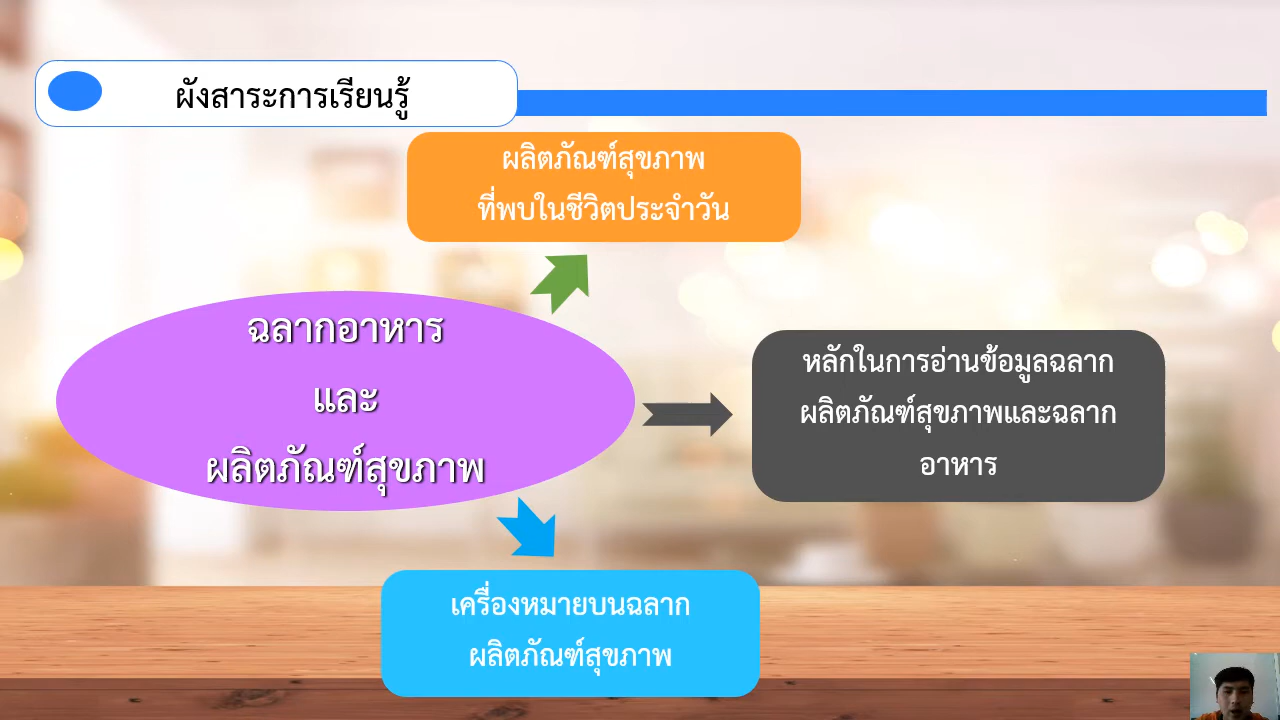 ผังสาระการเรียนรู้
ผลิตภัณฑ์สุขภาพ
ที่พบในชีวิตประจำวัน
ฉลากอาหาร
และ
ผลิตภัณฑ์สุขภาพ
หลักในการอ่านข้อมูลฉลาก
ผลิตภัณฑ์สุขภาพและฉลาก
อาหาร
เครื่องหมายบนฉลาก
ผลิตภัณฑ์สุขภาพ